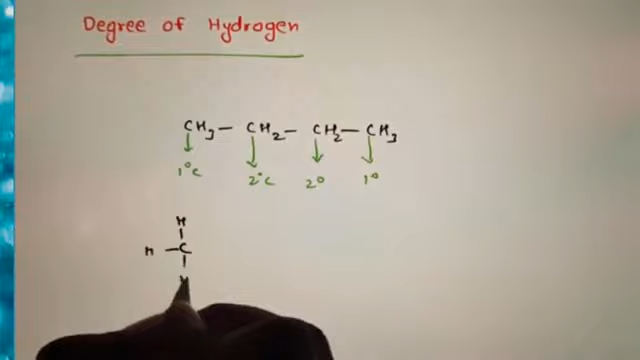 Degree of Hydrogen
CH₃ — CH₂ — CH₂ — CH₃
1°C 2°C 2° 1°
H
H — C
H